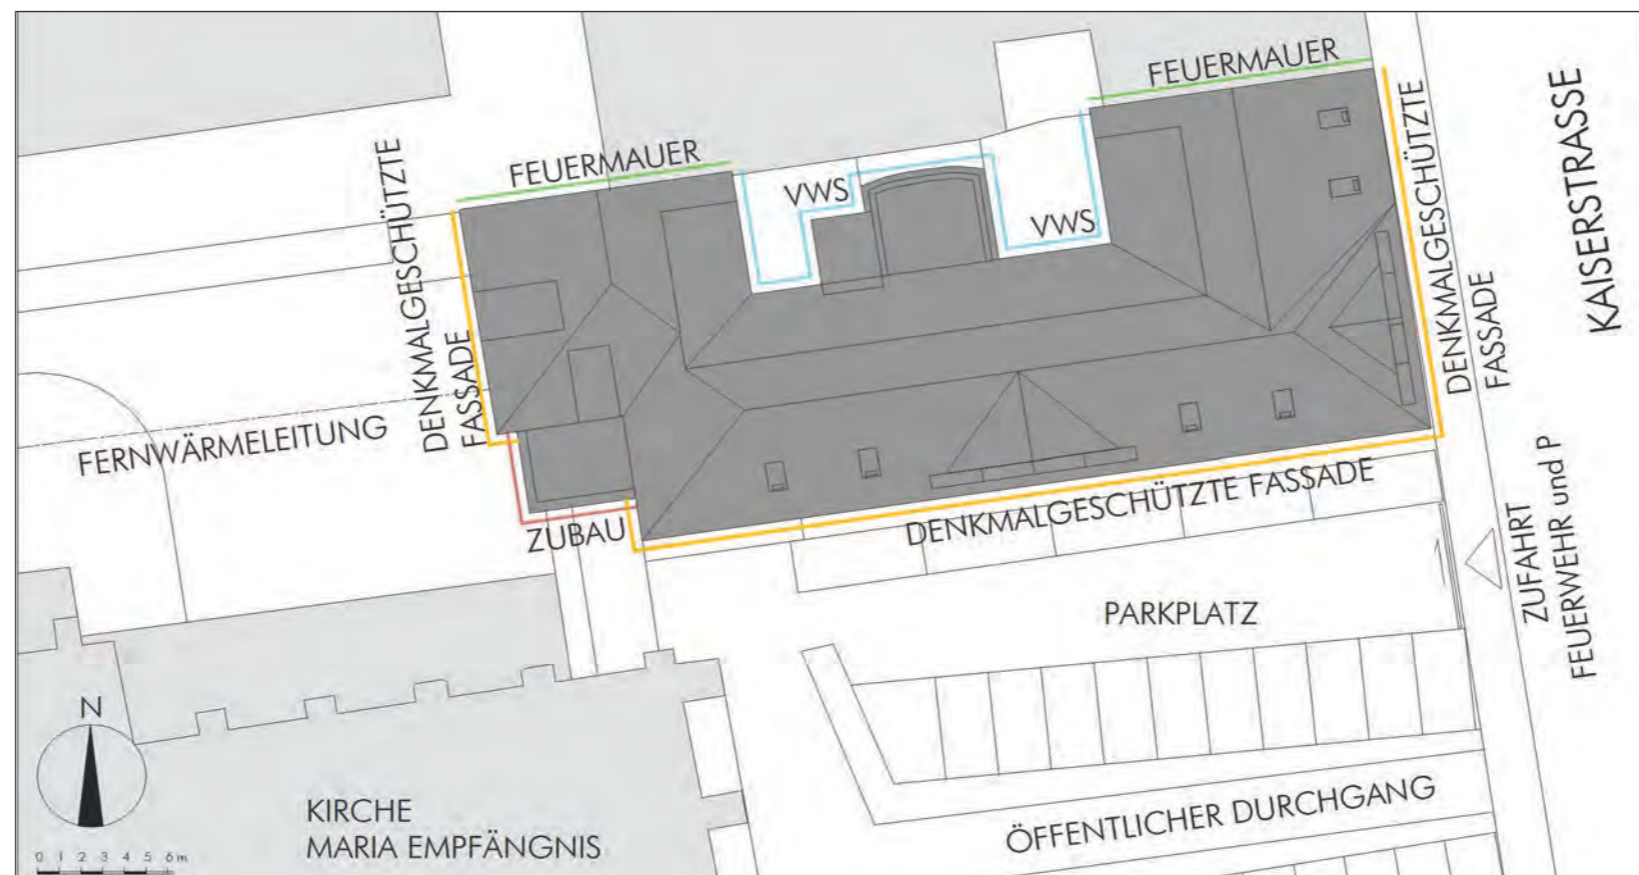 FEUERMAUER
FEUERMAUER
DENKMALGESCHÜTZTE
FASSADE
VWS
VWS
DENKMALGESCHÜTZTE
FASSADE
KAISERSTRASSE
FERNWÄRMELEITUNG
ZUBAU
DENKMALGESCHÜTZTE FASSADE
ZUFAHRT
FEUERWEHR und P
PARKPLATZ
N
KIRCHE
MARIA EMPFÄNGNIS
ÖFFENTLICHER DURCHGANG
0 1 2 3 4 5 6m